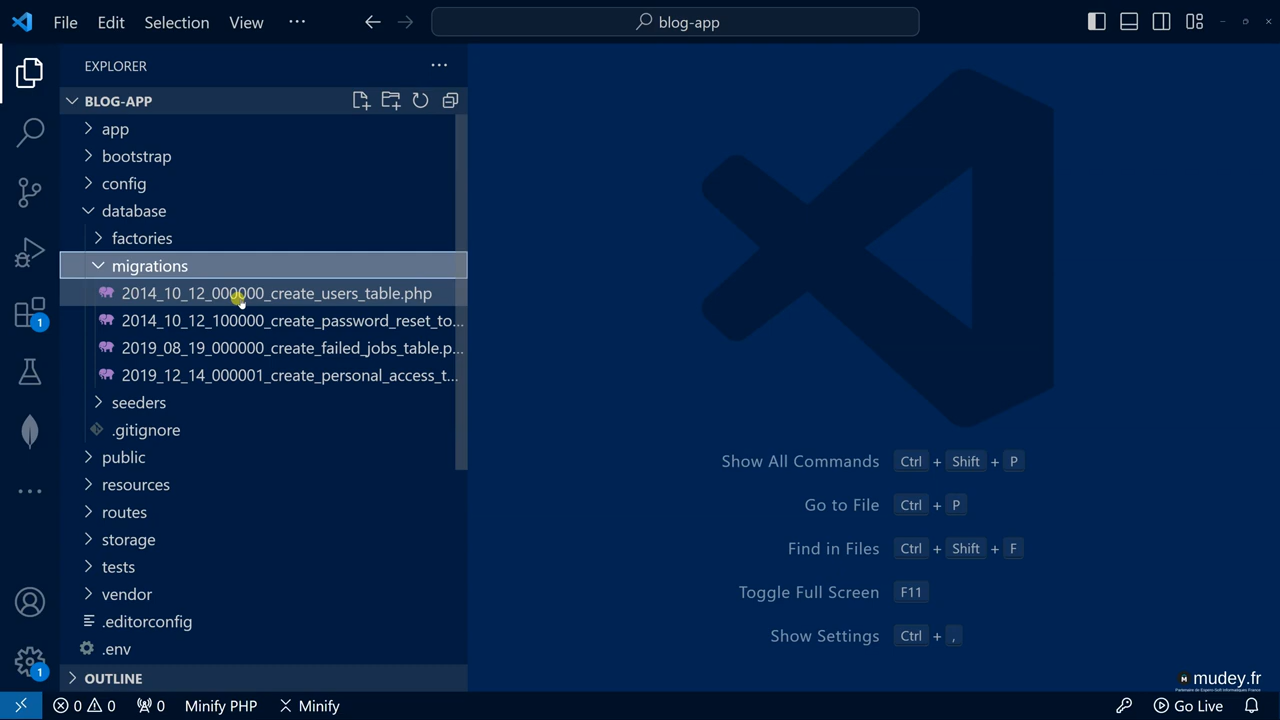 File Edit Selection View ··· blog-app
EXPLORER ···
BLOG-APP
app
bootstrap
config
database
factories
migrations
2014_10_12_000000_create_users_table.php
2014_10_12_100000_create_password_reset_to...
2019_08_19_000000_create_failed_jobs_table.p...
2019_12_14_000001_create_personal_access_t...
seeders
.gitignore
public
resources
routes
storage
tests
vendor
.editorconfig
.env
OUTLINE
1
1
Show All Commands Ctrl + Shift + P
Go to File Ctrl + P
Find in Files Ctrl + Shift + F
Toggle Full Screen F11
Show Settings Ctrl + ,
mudey.fr
0 0 0 Minify PHP Minify Go Live